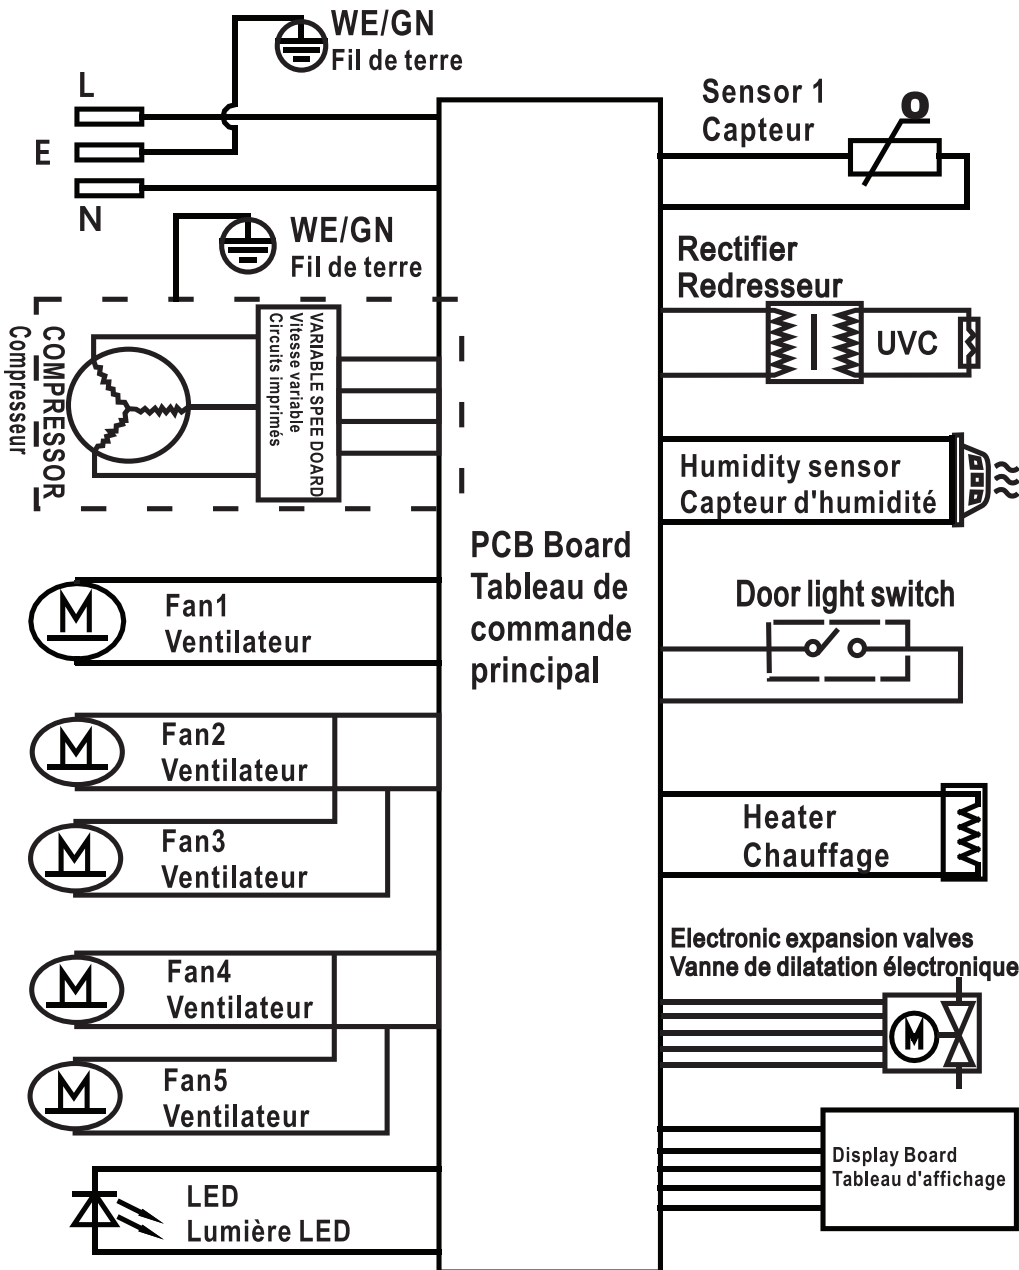 WE/GN
Fil de terre
L
E
N
WE/GN
Fil de terre
COMPRESSOR
Compresseur
VARIABLE SPEE DOARD
Vitesse variable
Circuits imprimés
Fan1
Ventilateur
Fan2
Ventilateur
Fan3
Ventilateur
Fan4
Ventilateur
Fan5
Ventilateur
LED
Lumière LED
PCB Board
Tableau de
commande
principal
Sensor 1
Capteur
O
Rectifier
Redresseur
UVC
Humidity sensor
Capteur d'humidité
Door light switch
Heater
Chauffage
Electronic expansion valves
Vanne de dilatation électronique
Display Board
Tableau d'affichage
M
M
M
M
M
M